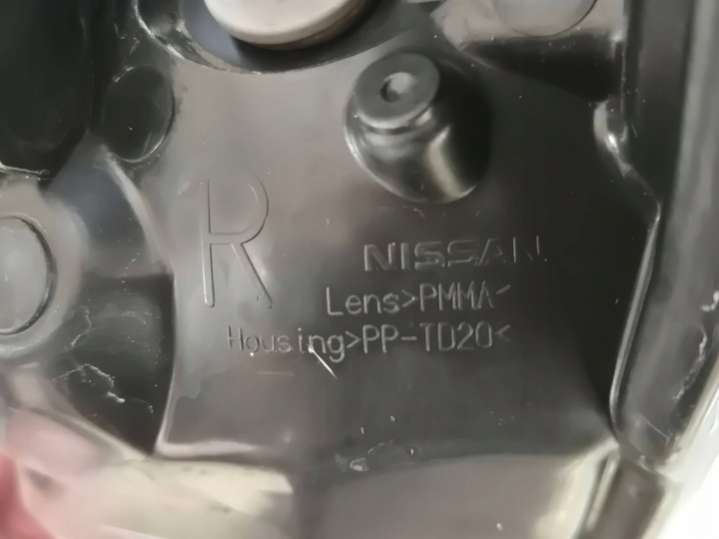 R
NISSAN
Lens>PMMA<
Housing>PP-TD20<